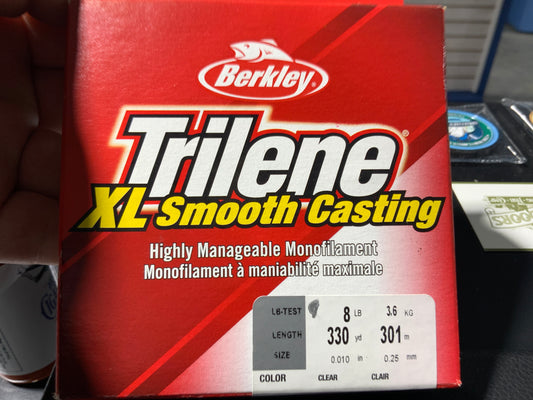 Berkley®
Trilene®
XL Smooth Casting
Highly Manageable Monofilament
Monofilament à maniabilité maximale
LB-TEST 8 LB 3.6 KG
LENGTH 330 yd 301 m
SIZE 0.010 in 0.25 mm
COLOR CLEAR CLAIR